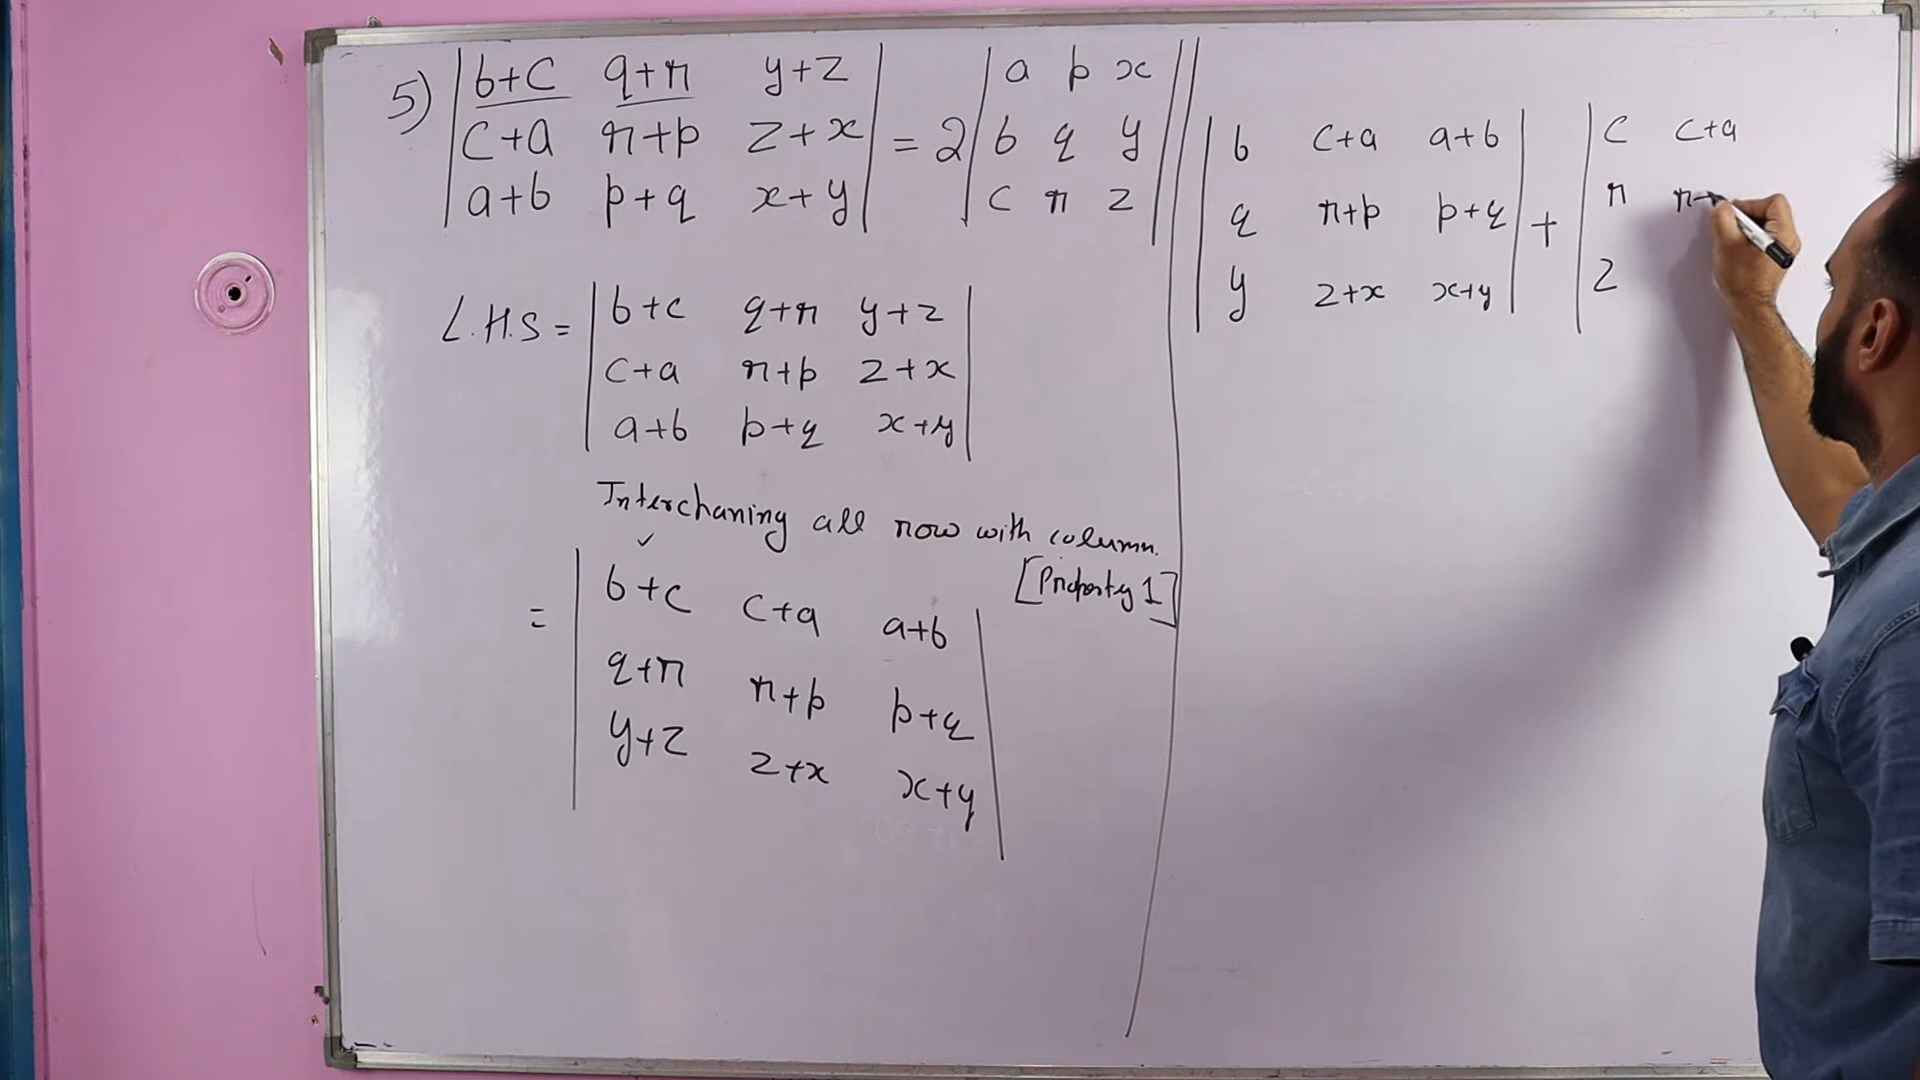 5) | b+c q+r y+z | = 2 | a p x |
| c+a r+p z+x | | b q y |
| a+b p+q x+y | | c r z |
L.H.S = | b+c q+r y+z |
| c+a r+p z+x |
| a+b p+q x+y |
Interchaning all row with column.
[Property 1]
= | b+c c+a a+b |
| q+r r+p p+q |
| y+z z+x x+y |
| b c+a a+b | + | c c+a
| q r+p p+q | | r r+
| y z+x x+y | | z